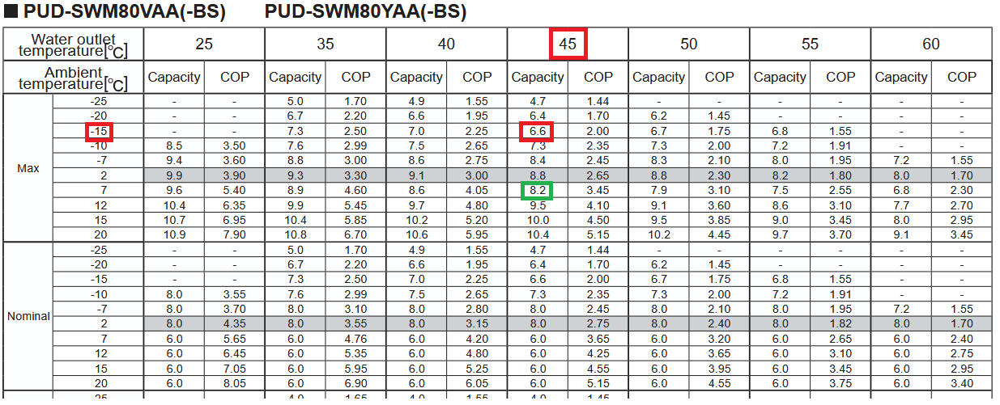 ■ PUD-SWM80VAA(-BS) PUD-SWM80YAA(-BS)
Water outlet temperature[°C] 25 35 40 45 50 55 60
Ambient temperature[°C] Capacity COP Capacity COP Capacity COP Capacity COP Capacity COP Capacity COP Capacity COP
Max
-25 - - 5.0 1.70 4.9 1.55 4.7 1.44 - - - - - -
-20 - - 6.7 2.20 6.6 1.95 6.4 1.70 6.2 1.45 - - - -
-15 - - 7.3 2.50 7.0 2.25 6.6 2.00 6.7 1.75 6.8 1.55 - -
-10 8.5 3.50 7.6 2.99 7.5 2.65 7.3 2.35 7.3 2.00 7.2 1.91 - -
-7 9.4 3.60 8.8 3.00 8.6 2.75 8.4 2.45 8.3 2.10 8.0 1.95 7.2 1.55
2 9.9 3.90 9.3 3.30 9.1 3.00 8.8 2.65 8.8 2.30 8.2 1.80 8.0 1.70
7 9.6 5.40 8.9 4.60 8.6 4.05 8.2 3.45 7.9 3.10 7.5 2.55 6.8 2.30
12 10.4 6.35 9.9 5.45 9.7 4.80 9.5 4.10 9.1 3.60 8.6 3.10 7.7 2.70
15 10.7 6.95 10.4 5.85 10.2 5.20 10.0 4.50 9.5 3.85 9.0 3.45 8.0 2.95
20 10.9 7.90 10.8 6.70 10.6 5.95 10.4 5.15 10.2 4.45 9.7 3.70 9.1 3.45
Nominal
-25 - - 5.0 1.70 4.9 1.55 4.7 1.44 - - - - - -
-20 - - 6.7 2.20 6.6 1.95 6.4 1.70 6.2 1.45 - - - -
-15 - - 7.3 2.50 7.0 2.25 6.6 2.00 6.7 1.75 6.8 1.55 - -
-10 8.0 3.55 7.6 2.99 7.5 2.65 7.3 2.35 7.3 2.00 7.2 1.91 - -
-7 8.0 3.70 8.0 3.10 8.0 2.80 8.0 2.45 8.0 2.10 8.0 1.95 7.2 1.55
2 8.0 4.35 8.0 3.55 8.0 3.15 8.0 2.75 8.0 2.40 8.0 1.82 8.0 1.70
7 6.0 5.65 6.0 4.76 6.0 4.20 6.0 3.65 6.0 3.20 6.0 2.65 6.0 2.40
12 6.0 6.45 6.0 5.35 6.0 4.80 6.0 4.25 6.0 3.65 6.0 3.10 6.0 2.75
15 6.0 7.05 6.0 5.95 6.0 5.25 6.0 4.55 6.0 3.95 6.0 3.45 6.0 2.95
20 6.0 8.05 6.0 6.90 6.0 6.05 6.0 5.15 6.0 4.55 6.0 3.75 6.0 3.40